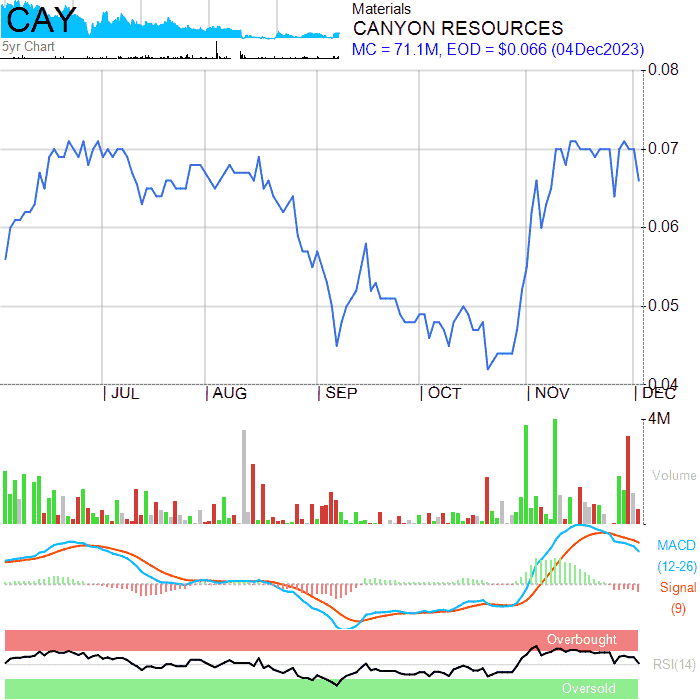 CAY
5yr Chart
Materials
CANYON RESOURCES
MC = 71.1M, EOD = $0.066 (04Dec2023)
0.08
0.07
0.06
0.05
0.04
JUL AUG SEP OCT NOV DEC
4M
Volume
MACD
(12-26)
Signal
(9)
Overbought
RSI(14)
Oversold